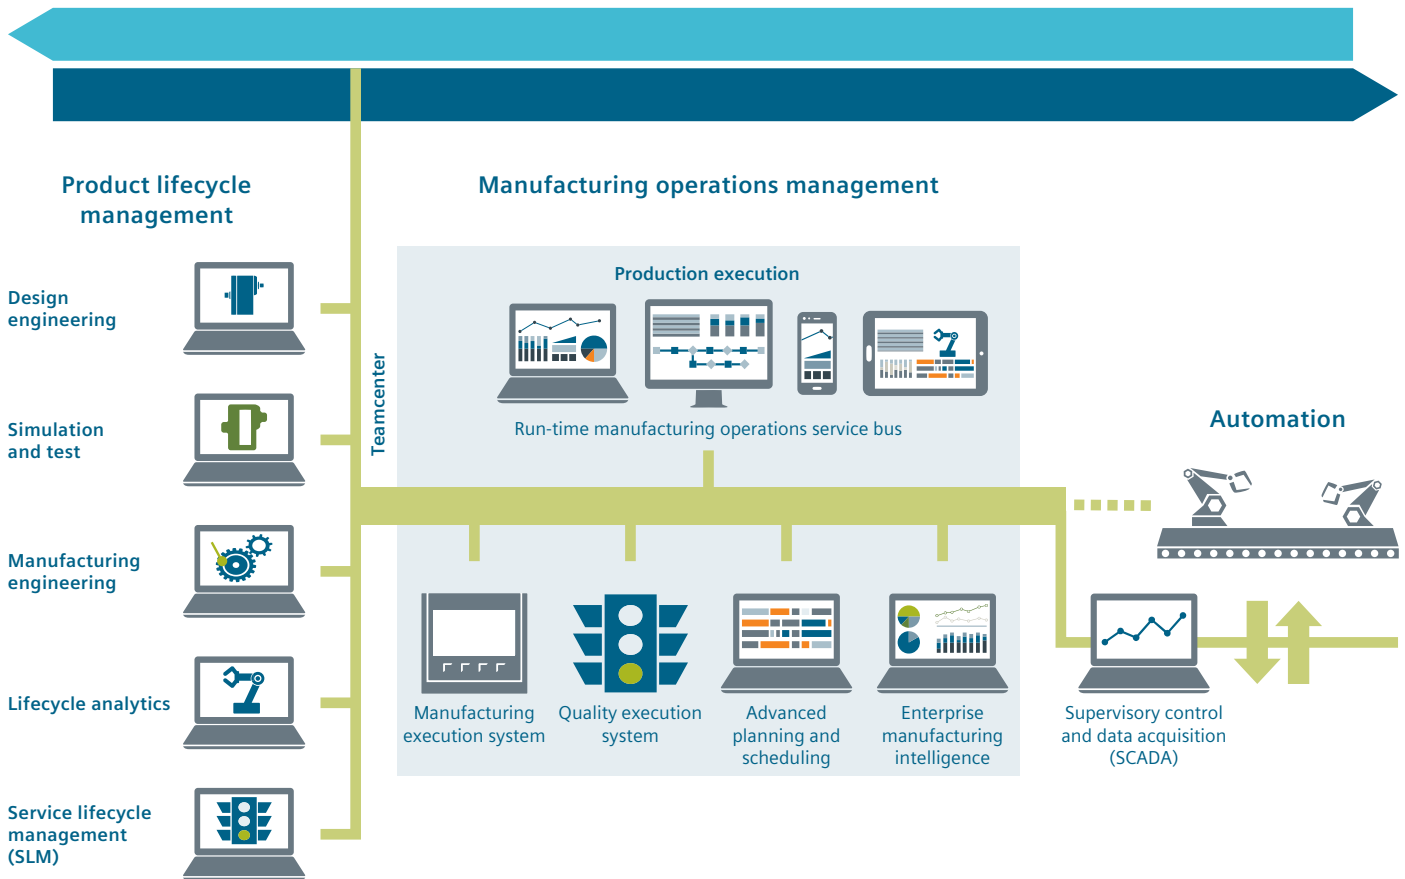 Product lifecycle
management
Design
engineering
Simulation
and test
Manufacturing
engineering
Lifecycle analytics
Service lifecycle
management
(SLM)
Teamcenter
Manufacturing operations management
Production execution
Run-time manufacturing operations service bus
Manufacturing
execution system
Quality execution
system
Advanced
planning and
scheduling
Enterprise
manufacturing
intelligence
Automation
Supervisory control
and data acquisition
(SCADA)